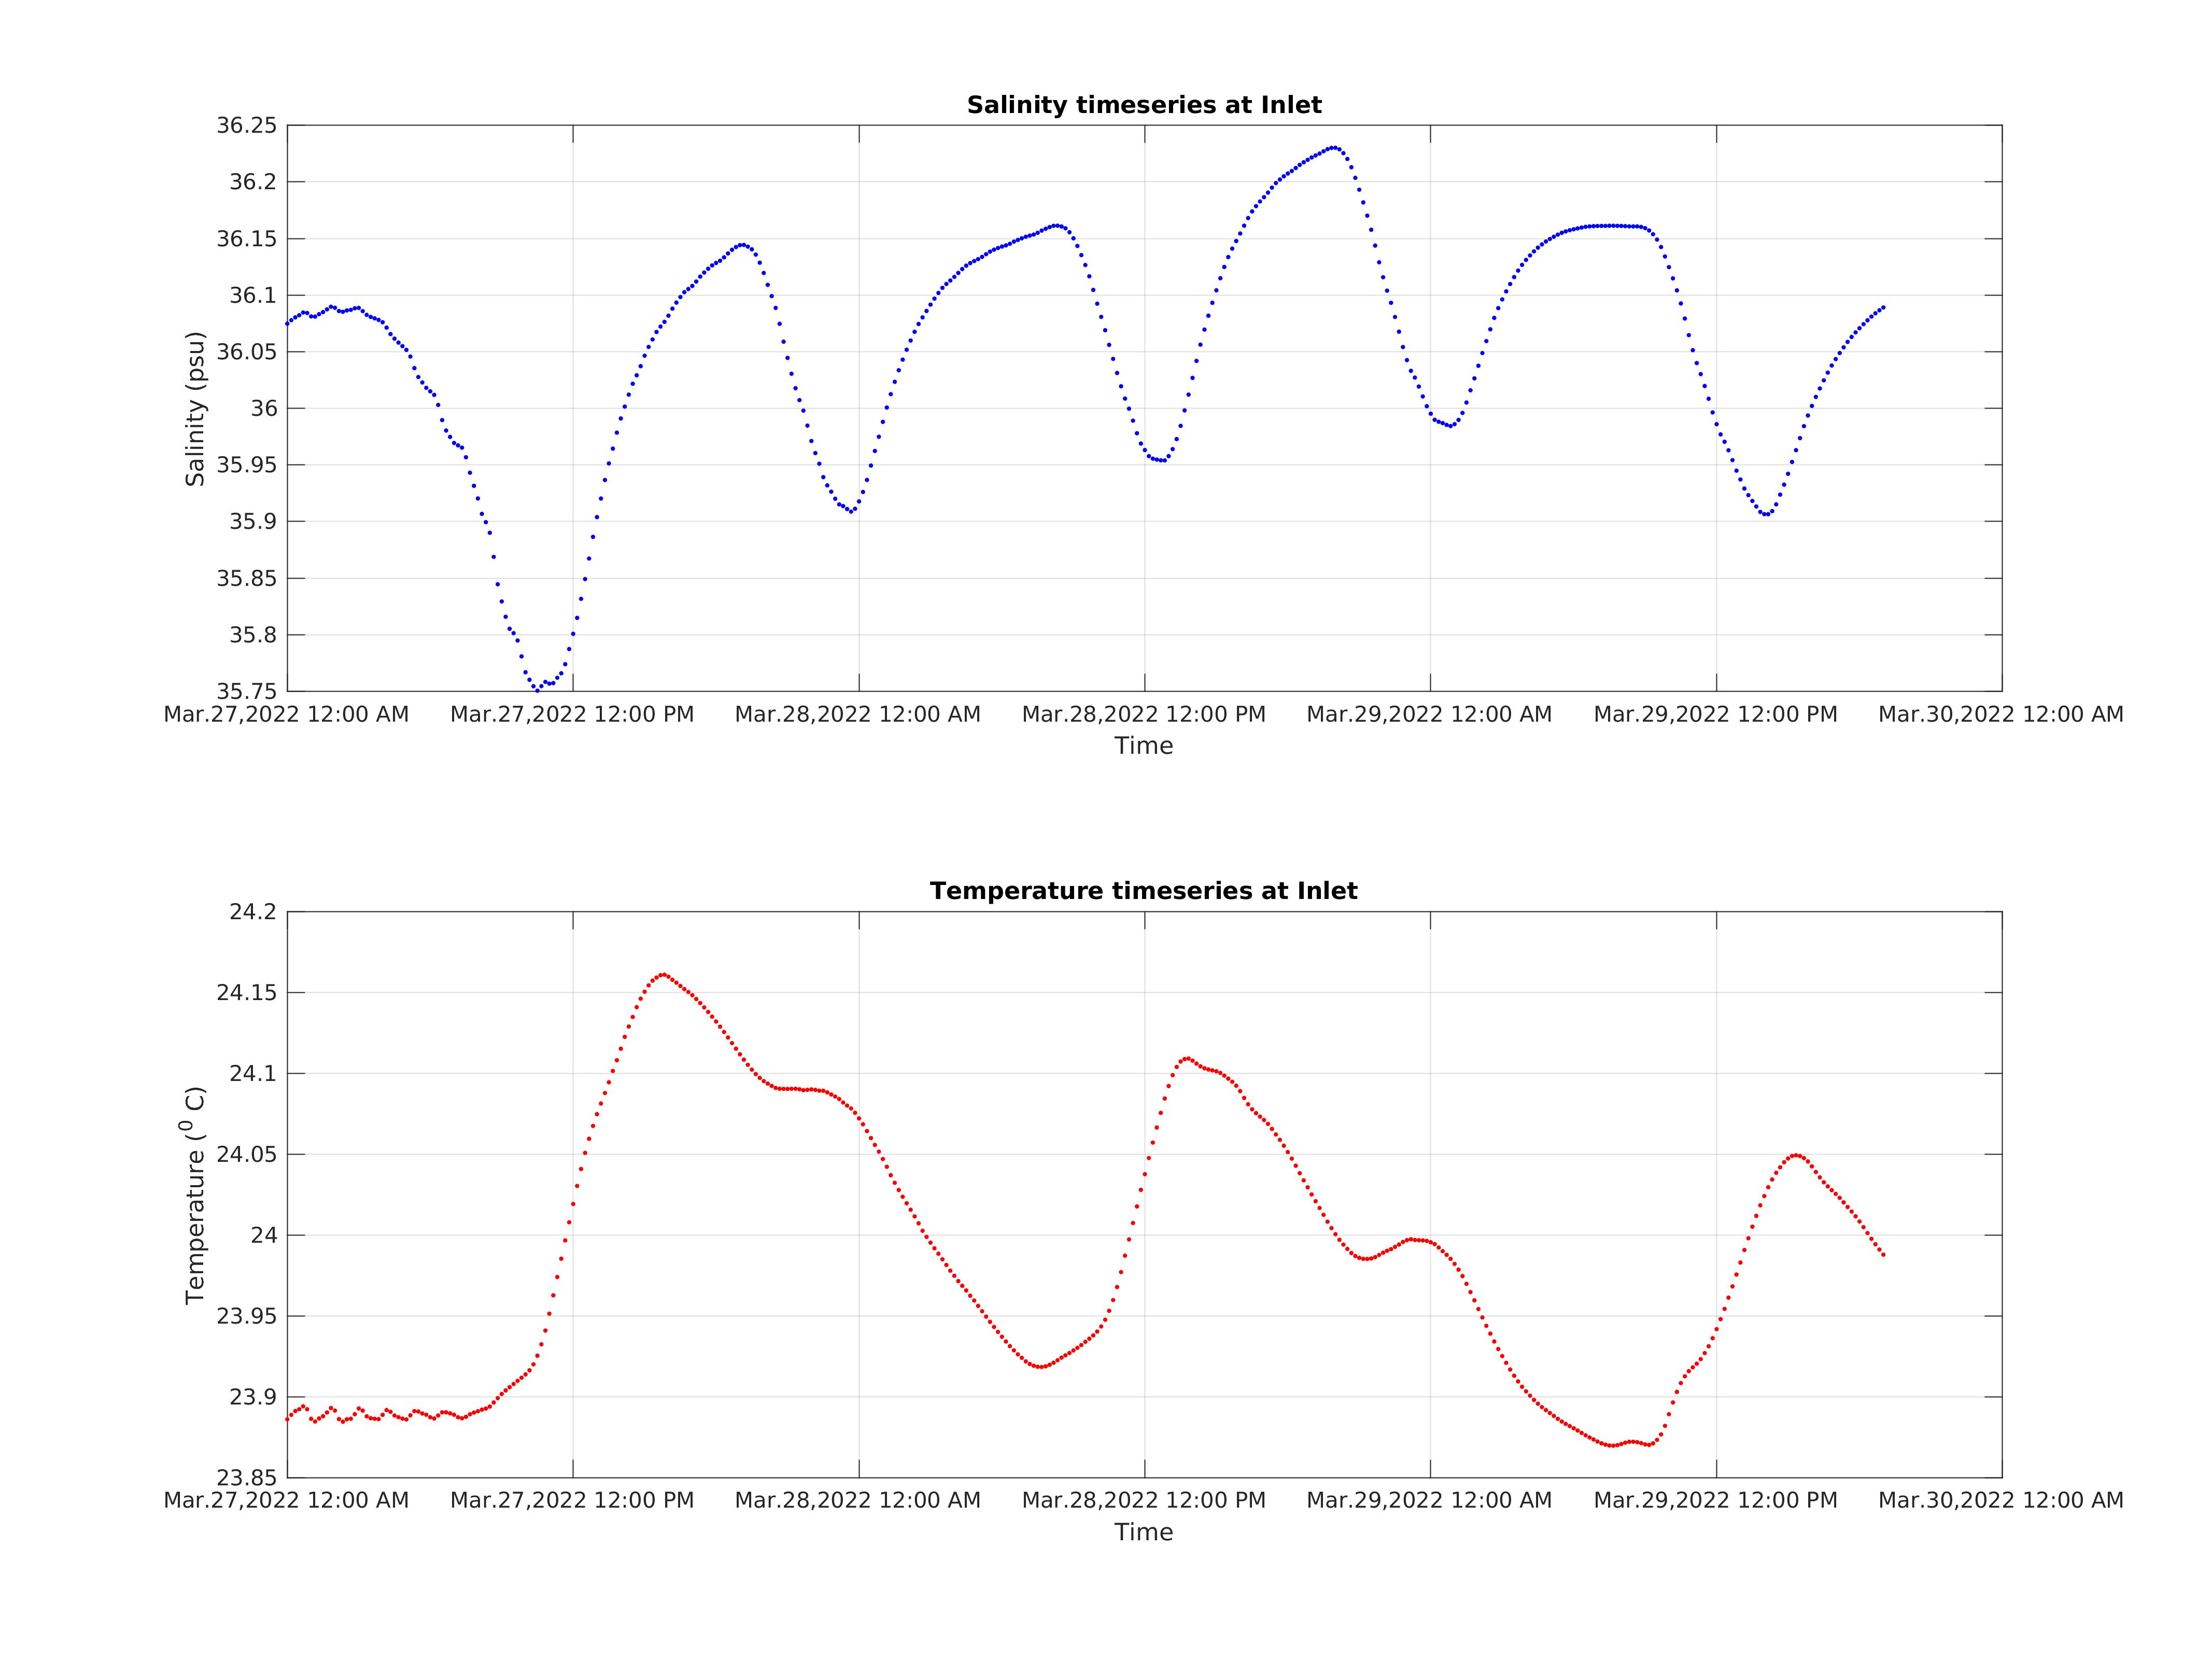 Salinity timeseries at Inlet
36.25
36.2
36.15
36.1
36.05
36
35.95
35.9
35.85
35.8
35.75
Salinity (psu)
Mar.27,2022 12:00 AM Mar.27,2022 12:00 PM Mar.28,2022 12:00 AM Mar.28,2022 12:00 PM Mar.29,2022 12:00 AM Mar.29,2022 12:00 PM Mar.30,2022 12:00 AM
Time
Temperature timeseries at Inlet
24.2
24.15
24.1
24.05
24
23.95
23.9
23.85
Temperature (⁰ C)
Mar.27,2022 12:00 AM Mar.27,2022 12:00 PM Mar.28,2022 12:00 AM Mar.28,2022 12:00 PM Mar.29,2022 12:00 AM Mar.29,2022 12:00 PM Mar.30,2022 12:00 AM
Time